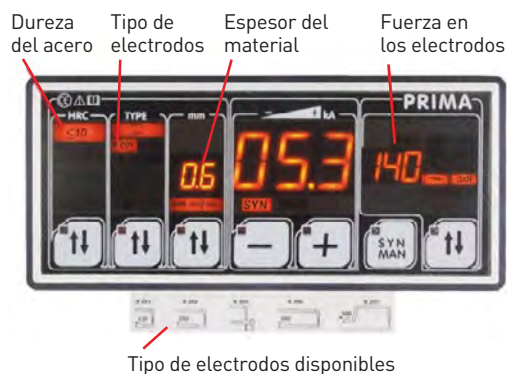 Dureza
del acero
Tipo de
electrodos
Espesor del
material
Fuerza en
los electrodos
HRC
TYPE
mm
kA
PRIMA
<10
0.6
05.3
140
SYN
SYN
MAN
Tipo de electrodos disponibles